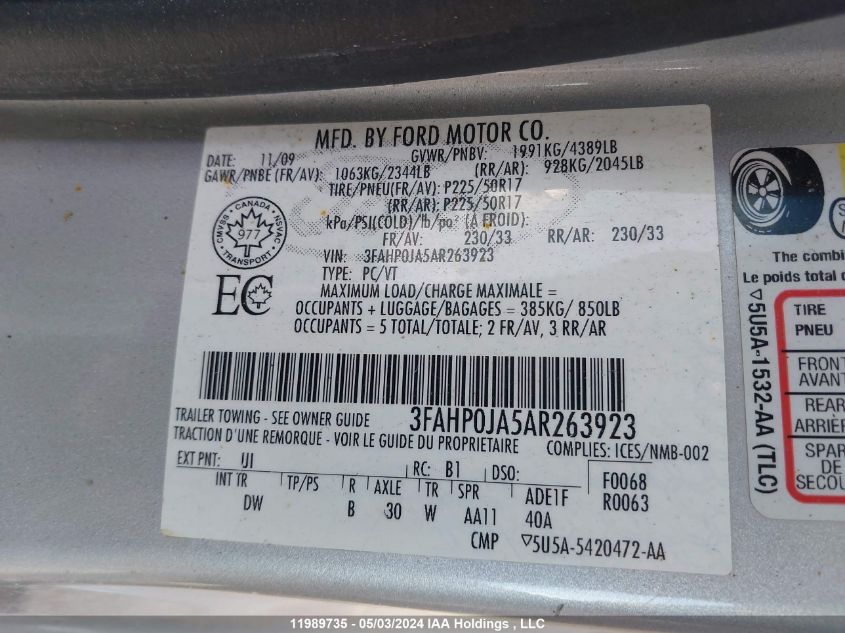 MFD. BY FORD MOTOR CO.
DATE: 11/09 GVWR/PNBV: 1991KG/4389LB
GAWR/PNBE (FR/AV): 1063KG/2344LB (RR/AR): 928KG/2045LB
TIRE/PNEU(FR/AV): P225/50R17
(RR/AR): P225/50R17
kPa/PSI(COLD)/lb/po² (À FROID):
FR/AV: 230/33 RR/AR: 230/33
VIN: 3FAHP0JA5AR263923
TYPE: PC/VT
MAXIMUM LOAD/CHARGE MAXIMALE =
OCCUPANTS + LUGGAGE/BAGAGES = 385KG/ 850LB
OCCUPANTS = 5 TOTAL/TOTALE; 2 FR/AV, 3 RR/AR
CANADA
CMVSS NSVAC
977
TRANSPORT
EC
3FAHP0JA5AR263923
TRAILER TOWING - SEE OWNER GUIDE
TRACTION D'UNE REMORQUE - VOIR LE GUIDE DU PROPRIETAIRE
COMPLIES: ICES/NMB-002
EXT PNT: UI RC: B1 DSO: F0068
INT TR TP/PS R AXLE TR SPR ADE1F R0063
DW B 30 W AA11 40A
CMP ▽5U5A-5420472-AA
The combin
Le poids total d
▽5U5A-1532-AA (TLC)
TIRE
PNEU
FRONT
AVANT
REAR
ARRIÈR
SPAR
DE
SECOU
11989735 - 05/03/2024 IAA Holdings , LLC